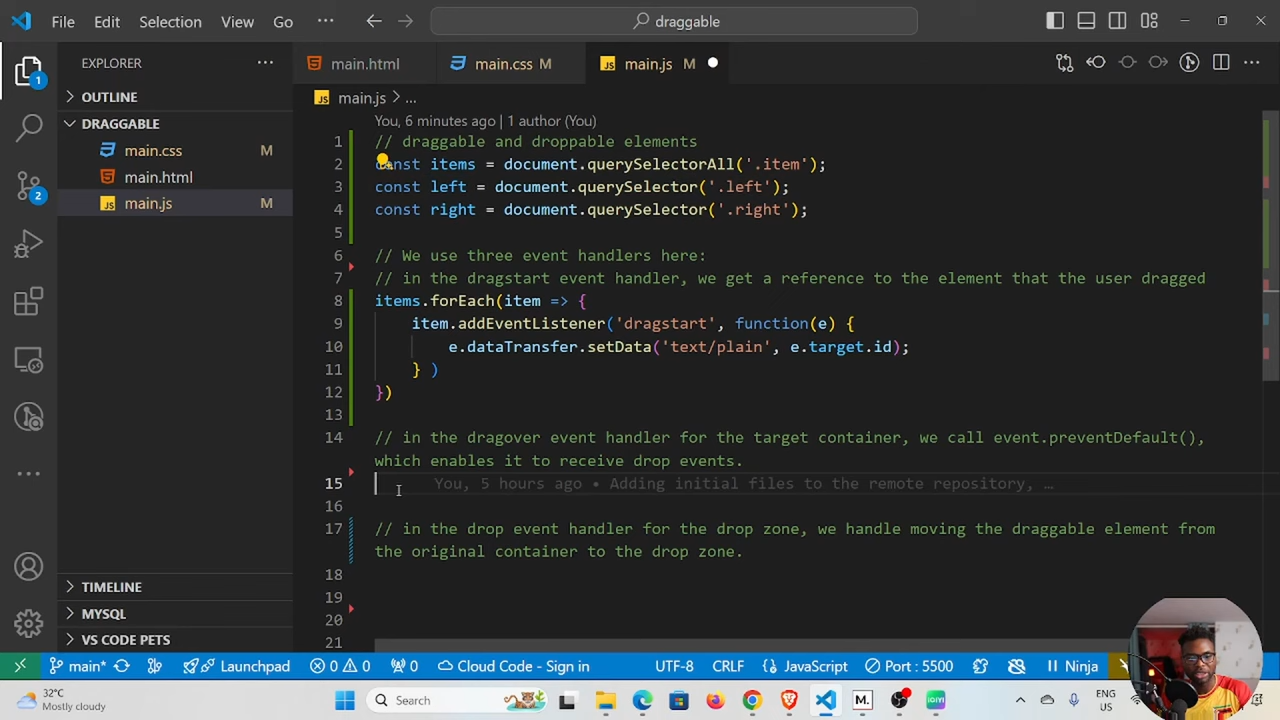 File Edit Selection View Go ··· draggable
EXPLORER ···
OUTLINE
DRAGGABLE
main.css M
main.html
main.js M
TIMELINE
MYSQL
VS CODE PETS
1
2
main.html main.css M main.js M
main.js > ...
You, 6 minutes ago | 1 author (You)
1 // draggable and droppable elements
2 const items = document.querySelectorAll('.item');
3 const left = document.querySelector('.left');
4 const right = document.querySelector('.right');
5
6 // We use three event handlers here:
7 // in the dragstart event handler, we get a reference to the element that the user dragged
8 items.forEach(item => {
9 item.addEventListener('dragstart', function(e) {
10 e.dataTransfer.setData('text/plain', e.target.id);
11 } )
12 })
13
14 // in the dragover event handler for the target container, we call event.preventDefault(),
which enables it to receive drop events.
15 You, 5 hours ago • Adding initial files to the remote repository, …
16
17 // in the drop event handler for the drop zone, we handle moving the draggable element from
the original container to the drop zone.
18
19
20
21
main* Launchpad 0 0 0 Cloud Code - Sign in UTF-8 CRLF {} JavaScript Port : 5500 Ninja
32°C
Mostly cloudy
Search
M.
iom
ENG
US